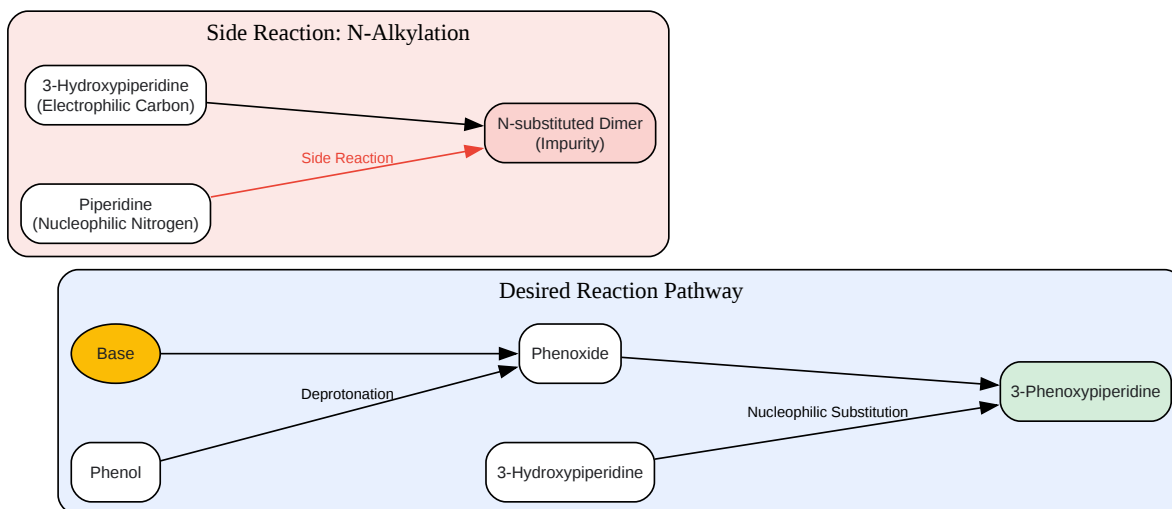 Side Reaction: N-Alkylation
3-Hydroxypiperidine
(Electrophilic Carbon)
N-substituted Dimer
(Impurity)
Side Reaction
Piperidine
(Nucleophilic Nitrogen)
Desired Reaction Pathway
Base
Phenoxide
Deprotonation
3-Phenoxypiperidine
Nucleophilic Substitution
Phenol
3-Hydroxypiperidine